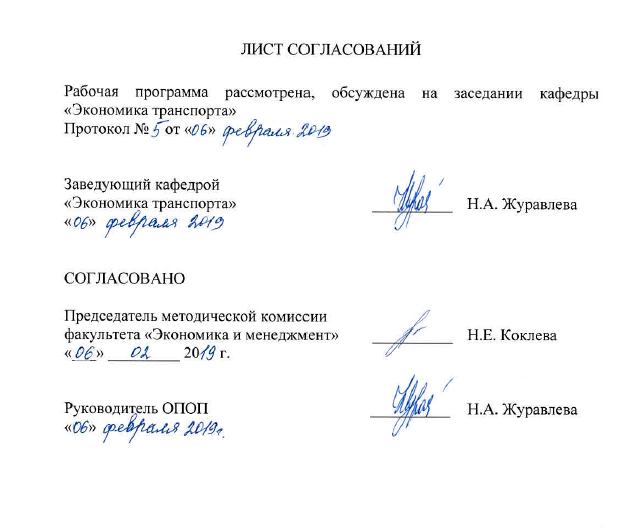 ЛИСТ СОГЛАСОВАНИЙ
Рабочая программа рассмотрена, обсуждена на заседании кафедры
«Экономика транспорта»
Протокол № 5 от «06» февраля 2019
Заведующий кафедрой
«Экономика транспорта» Н.А. Журавлева
«06» февраля 2019
СОГЛАСОВАНО
Председатель методической комиссии
факультета «Экономика и менеджмент» Н.Е. Коклева
«06» 02 2019 г.
Руководитель ОПОП Н.А. Журавлева
«06» февраля 2019г.